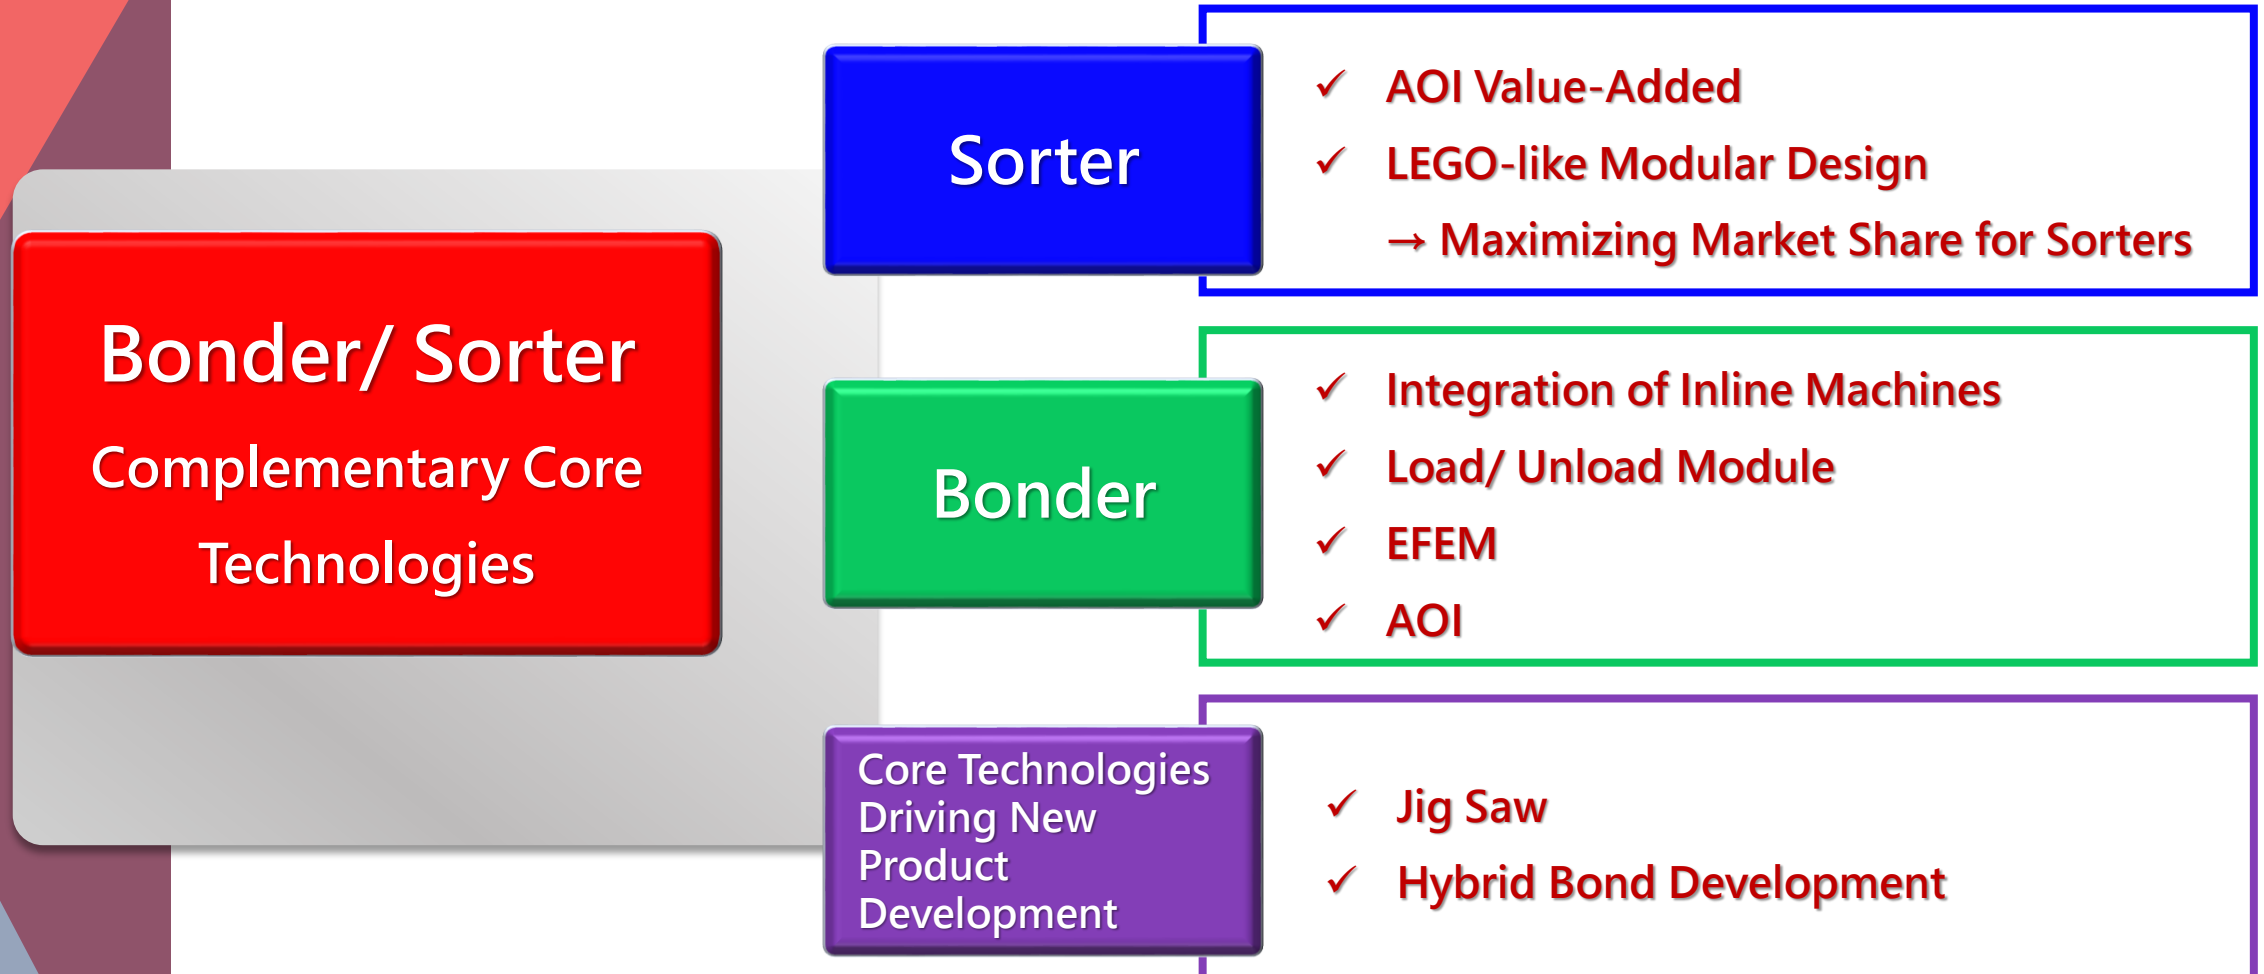 Bonder/ Sorter
Complementary Core
Technologies
Sorter
✓ AOI Value-Added
✓ LEGO-like Modular Design
→ Maximizing Market Share for Sorters
Bonder
✓ Integration of Inline Machines
✓ Load/ Unload Module
✓ EFEM
✓ AOI
Core Technologies
Driving New
Product
Development
✓ Jig Saw
✓ Hybrid Bond Development